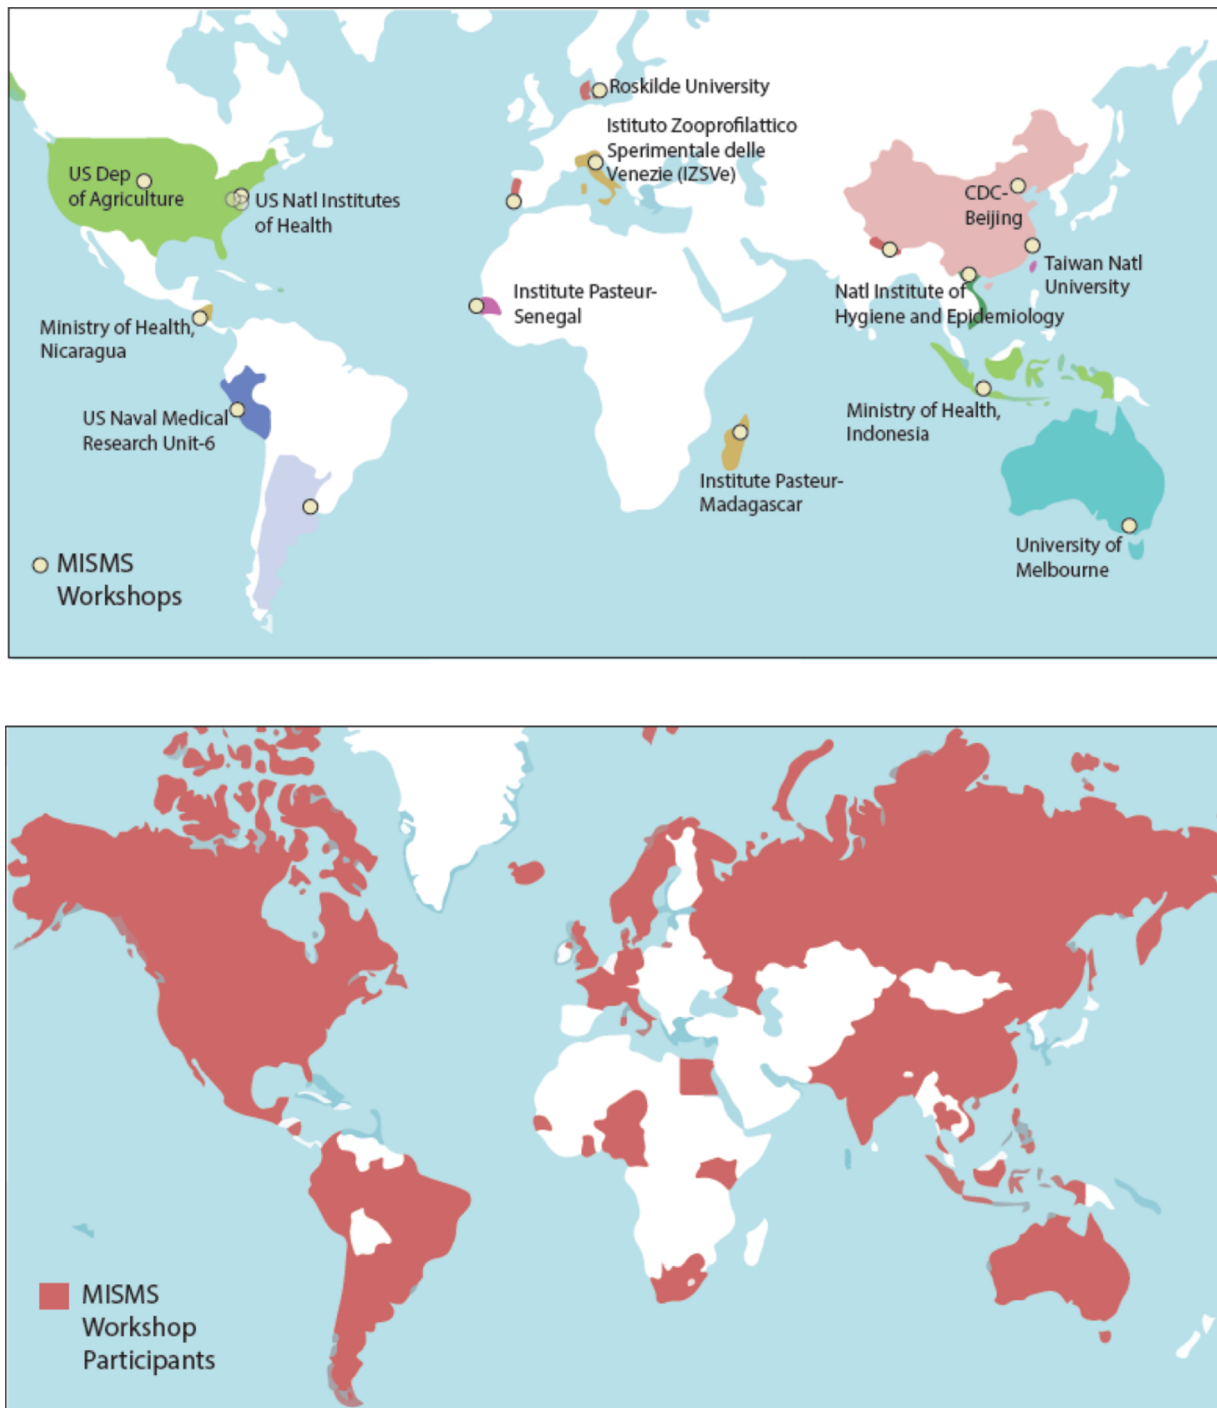 Roskilde University
Istituto Zooprofilattico
Sperimentale delle
Venezie (IZSVe)
US Dep
of Agriculture
US Natl Institutes
of Health
CDC-
Beijing
Taiwan Natl
University
Institute Pasteur-
Senegal
Natl Institute of
Hygiene and Epidemiology
Ministry of Health,
Nicaragua
US Naval Medical
Research Unit-6
Ministry of Health,
Indonesia
Institute Pasteur-
Madagascar
University of
Melbourne
MISMS
Workshops
MISMS
Workshop
Participants